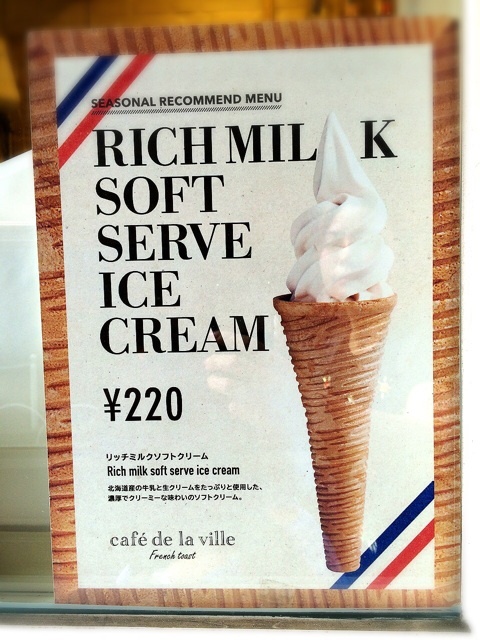 SEASONAL RECOMMEND MENU
RICH MILK
SOFT
SERVE
ICE
CREAM
¥220
リッチミルクソフトクリーム
Rich milk soft serve ice cream
北海道産の牛乳と生クリームをたっぷりと使用した、
濃厚でクリーミーな味わいのソフトクリーム。
café de la ville
French toast